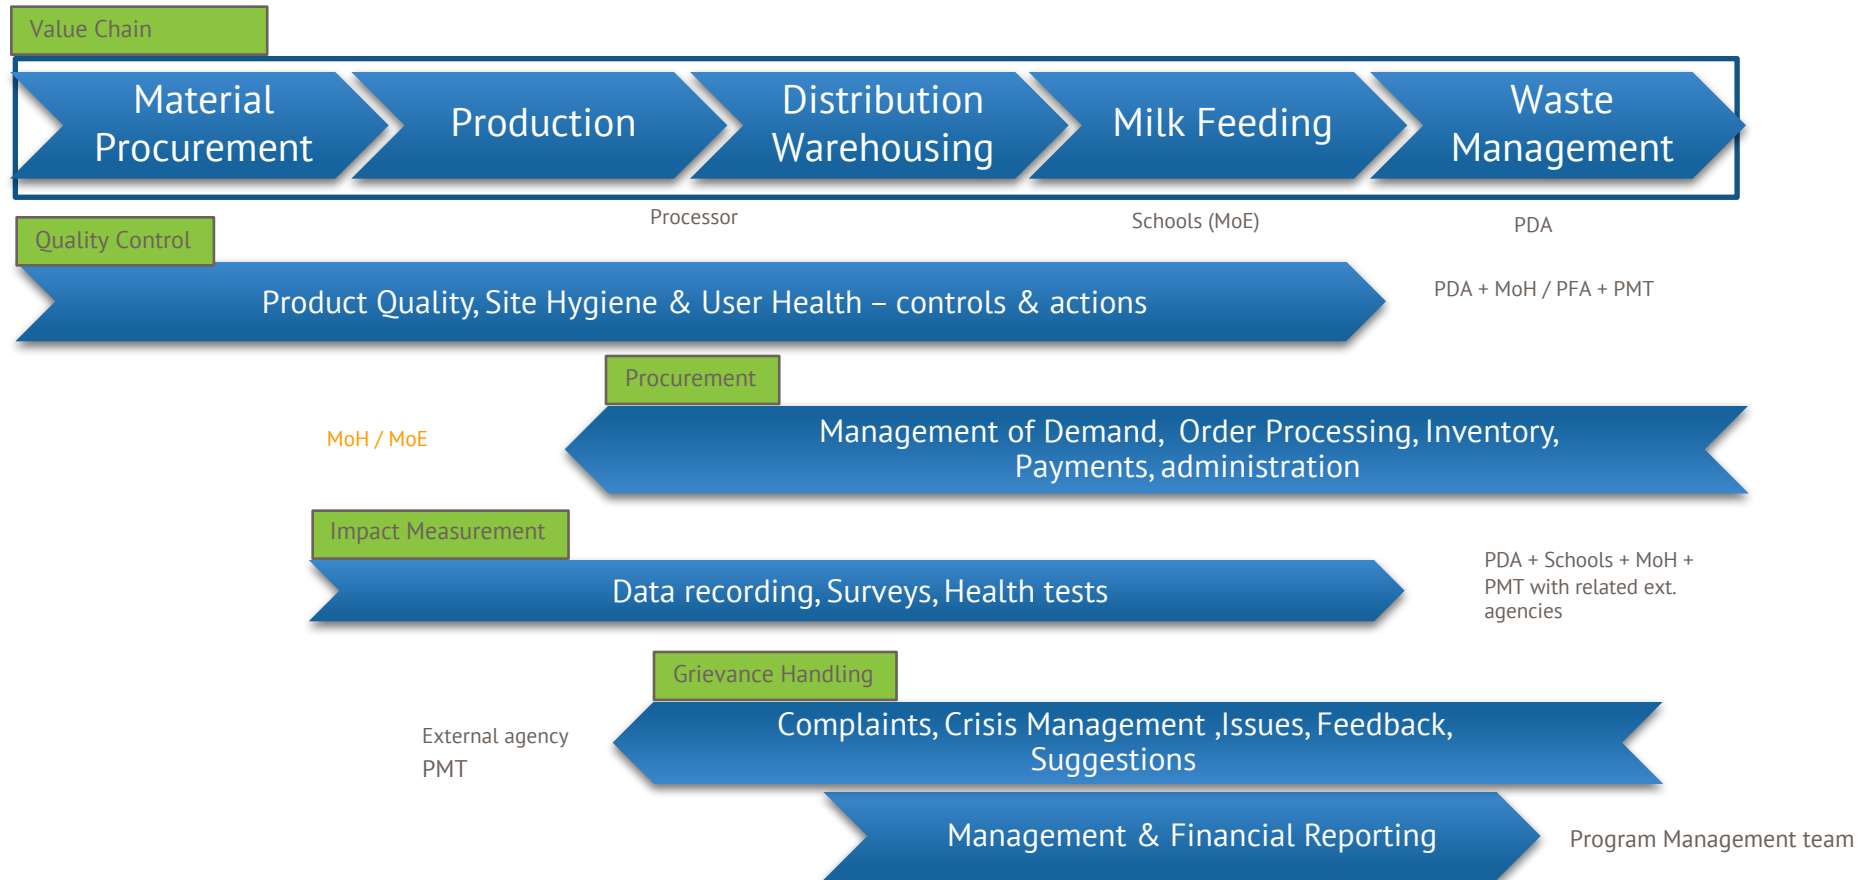 Value Chain
Material
Procurement
Production
Distribution
Warehousing
Milk Feeding
Waste
Management
Processor
Schools (MoE)
PDA
Quality Control
Product Quality, Site Hygiene & User Health – controls & actions
PDA + MoH / PFA + PMT
Procurement
MoH / MoE
Management of Demand, Order Processing, Inventory,
Payments, administration
Impact Measurement
Data recording, Surveys, Health tests
PDA + Schools + MoH +
PMT with related ext.
agencies
Grievance Handling
External agency
PMT
Complaints, Crisis Management ,Issues, Feedback,
Suggestions
Management & Financial Reporting
Program Management team